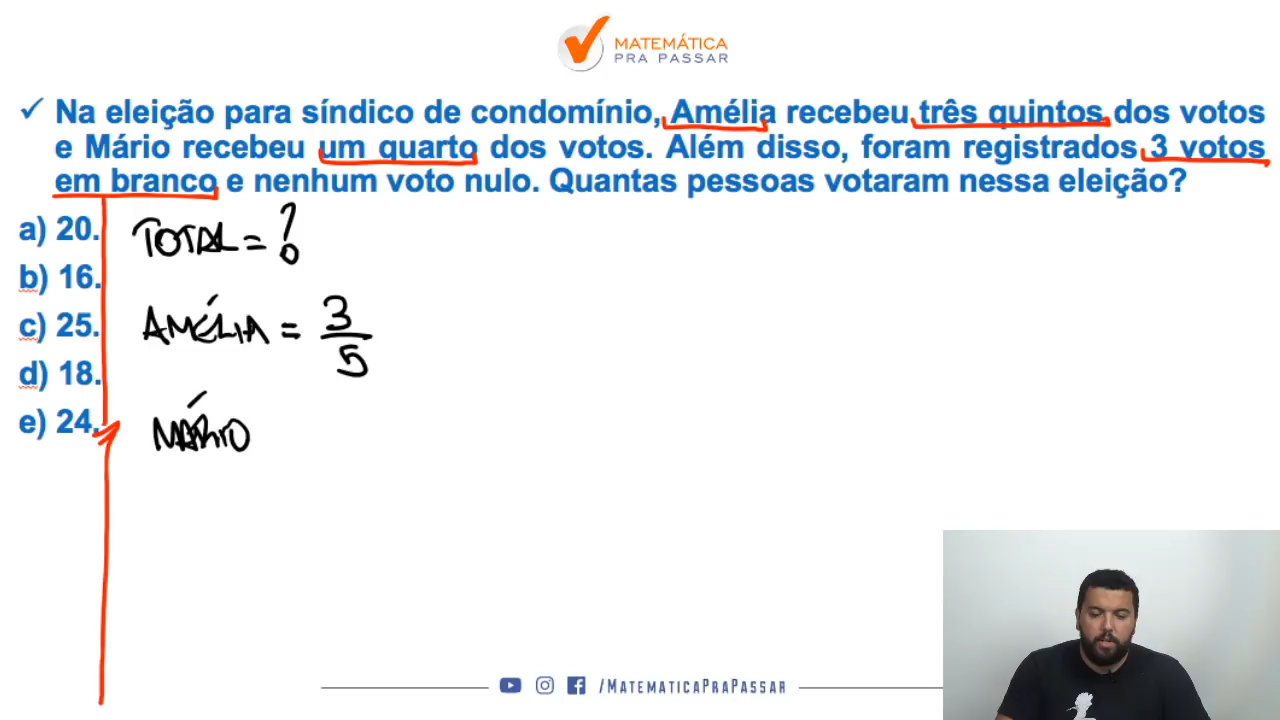 MATEMÁTICA
PRA PASSAR
✓ Na eleição para síndico de condomínio, Amélia recebeu três quintos dos votos
e Mário recebeu um quarto dos votos. Além disso, foram registrados 3 votos
em branco e nenhum voto nulo. Quantas pessoas votaram nessa eleição?
a) 20.
b) 16.
c) 25.
d) 18.
e) 24.
TOTAL = ?
AMÉLIA = 3/5
MÁRIO
/MATEMATICAPRAPASSAR